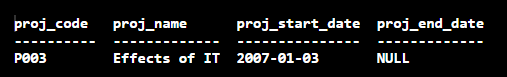 proj_code proj_name proj_start_date proj_end_date
---------- -------------- --------------- -------------
P003 Effects of IT 2007-01-03 NULL